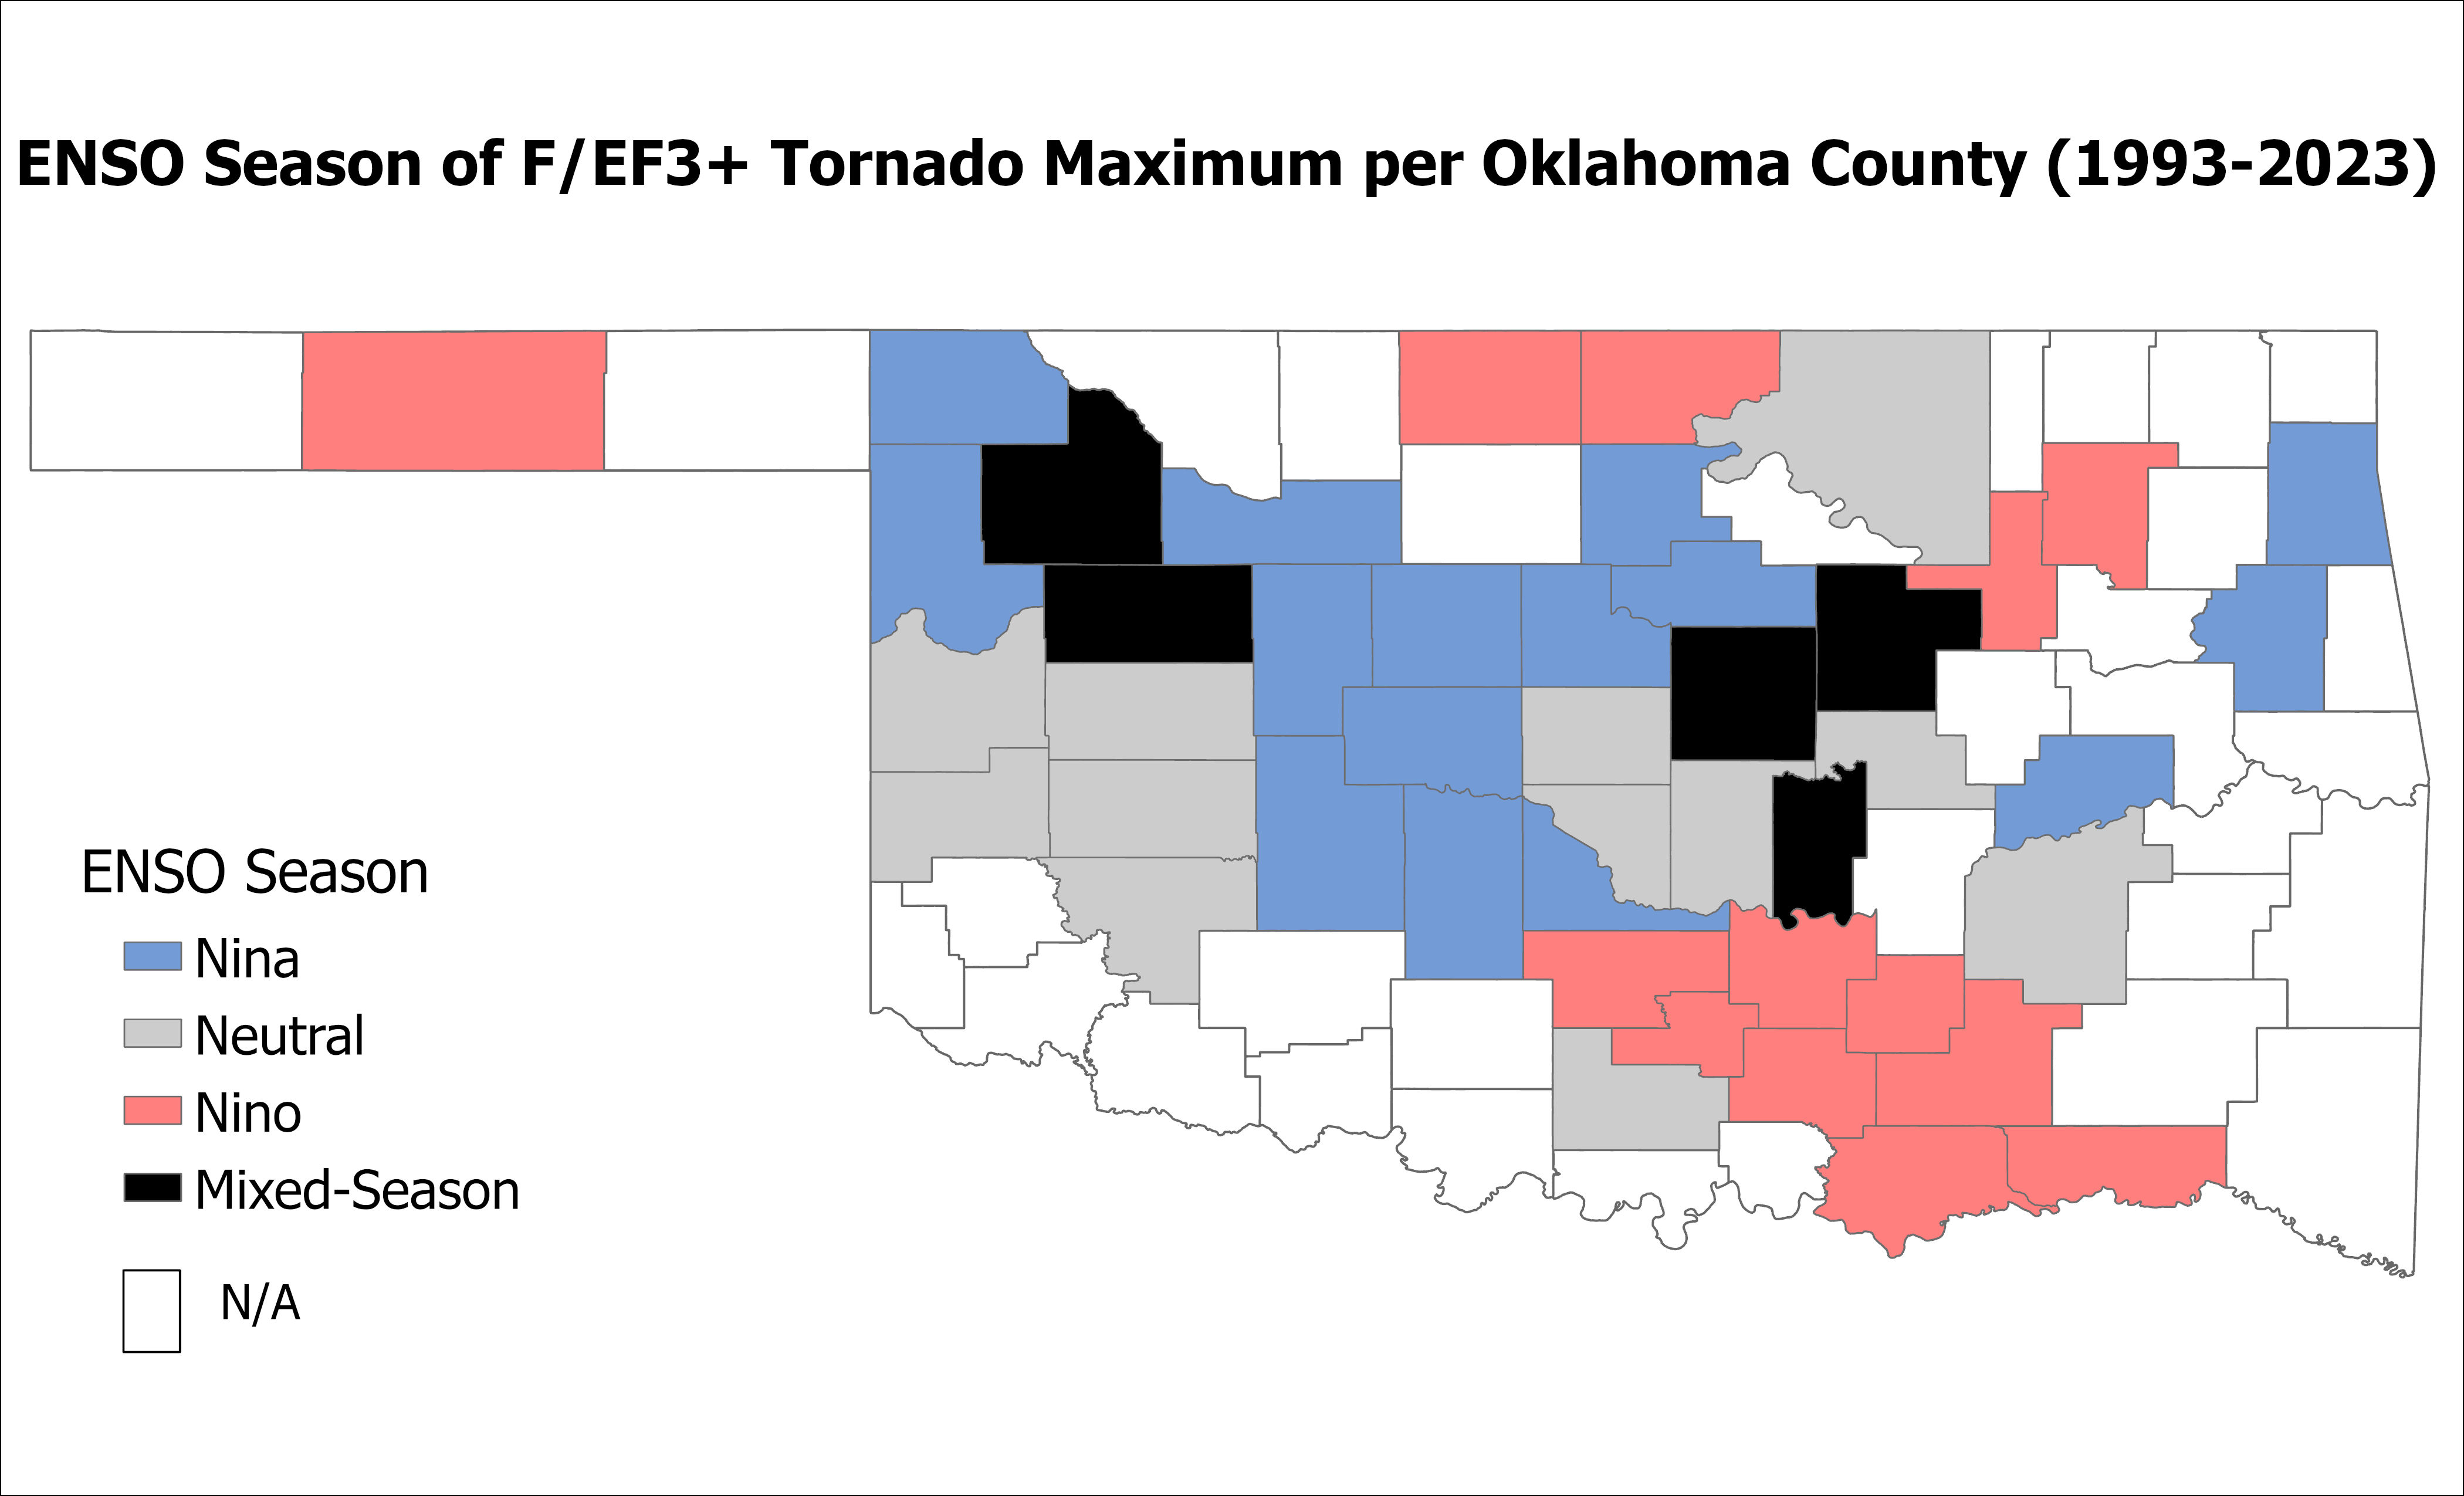 ENSO Season of F/EF3+ Tornado Maximum per Oklahoma County (1993-2023)
ENSO Season
Nina
Neutral
Nino
Mixed-Season
N/A